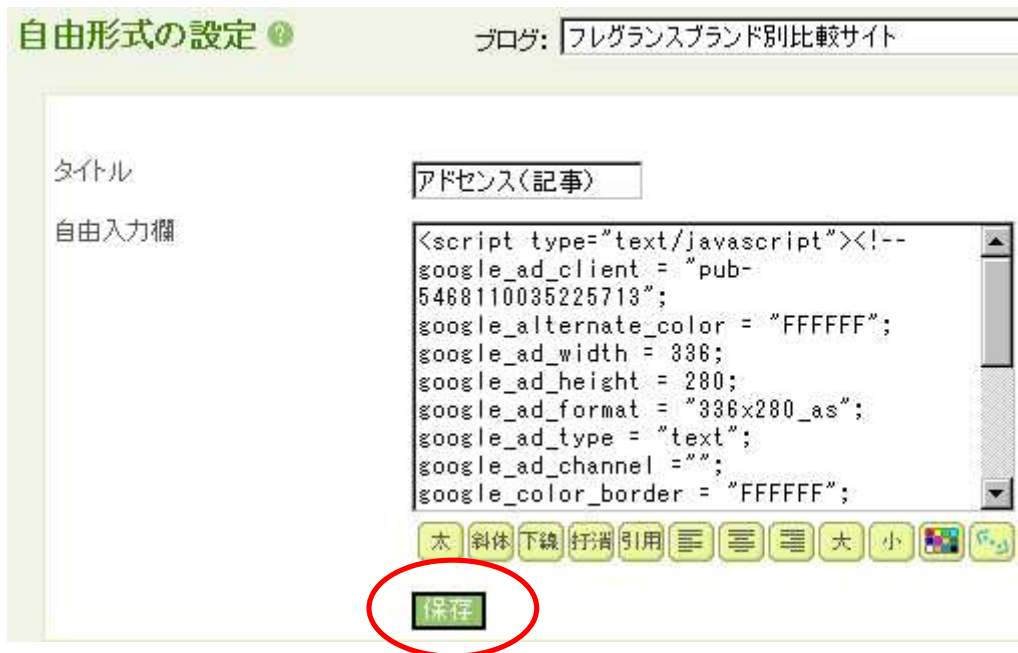 自由形式の設定
ブログ: フレグランスブランド別比較サイト
タイトル
アドセンス(記事)
自由入力欄
<script type="text/javascript"><!--
google_ad_client = "pub-
5468110035225713";
google_alternate_color = "FFFFFF";
google_ad_width = 336;
google_ad_height = 280;
google_ad_format = "336x280_as";
google_ad_type = "text";
google_ad_channel ="";
google_color_border = "FFFFFF";
太 斜体 下線 打消 引用 大 小
保存